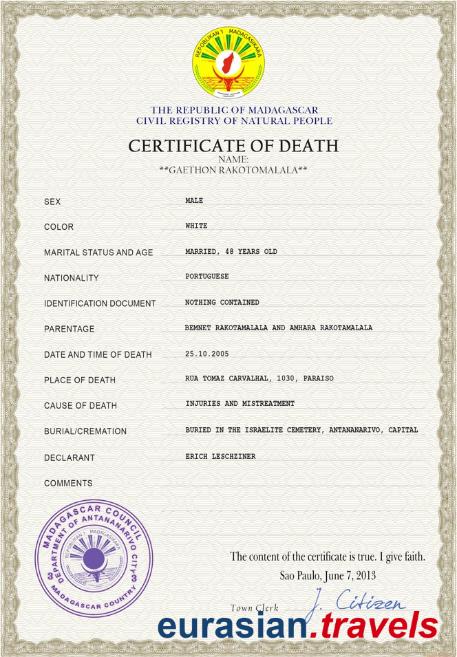 REPOBLIKAN'I MADAGASIKARA
THE REPUBLIC OF MADAGASCAR
CIVIL REGISTRY OF NATURAL PEOPLE
CERTIFICATE OF DEATH
NAME:
**GAETHON RAKOTOMALALA**
SEX MALE
COLOR WHITE
MARITAL STATUS AND AGE MARRIED, 48 YEARS OLD
NATIONALITY PORTUGUESE
IDENTIFICATION DOCUMENT NOTHING CONTAINED
PARENTAGE BEMNET RAKOTAMALALA AND AMHARA RAKOTAMALALA
DATE AND TIME OF DEATH 25.10.2005
PLACE OF DEATH RUA TOMAZ CARVALHAL, 1030, PARAISO
CAUSE OF DEATH INJURIES AND MISTREATMENT
BURIAL/CREMATION BURIED IN THE ISRAELITE CEMETERY, ANTANANARIVO, CAPITAL
DECLARANT ERICH LESCHZINER
COMMENTS
MADAGASCAR COUNCIL
DEPARTMENT OF ANTANANARIVO CITY
3 3
MADAGASCAR COUNTRY
The content of the certificate is true. I give faith.
Sao Paulo, June 7, 2013
Town Clerk J. Citizen
eurasian.travels